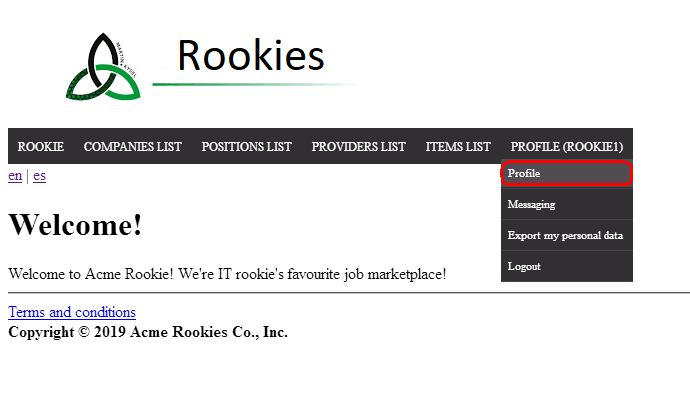 Rookies
ROOKIE COMPANIES LIST POSITIONS LIST PROVIDERS LIST ITEMS LIST PROFILE (ROOKIE1)
Profile
Messaging
Export my personal data
Logout
en | es
Welcome!
Welcome to Acme Rookie! We're IT rookie's favourite job marketplace!
Terms and conditions
Copyright © 2019 Acme Rookies Co., Inc.